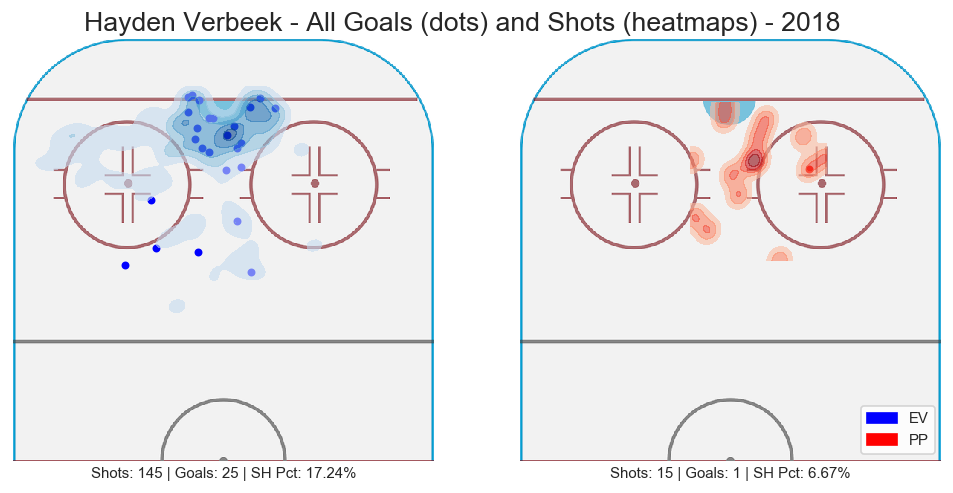 Hayden Verbeek - All Goals (dots) and Shots (heatmaps) - 2018
EV
PP
Shots: 145 | Goals: 25 | SH Pct: 17.24%
Shots: 15 | Goals: 1 | SH Pct: 6.67%